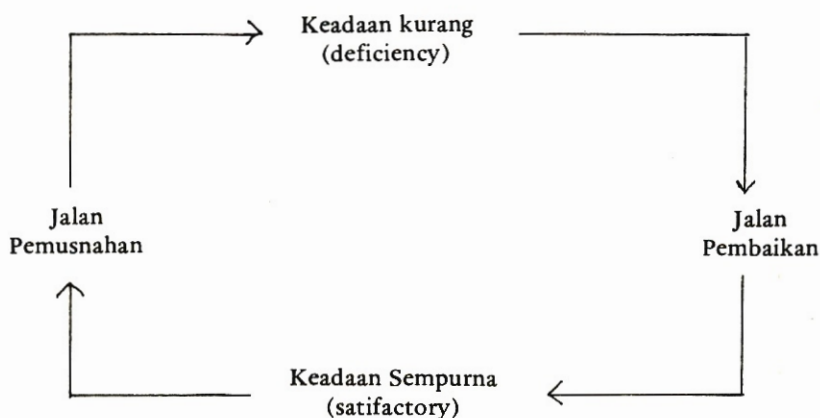 Keadaan kurang
(deficiency)
Jalan
Pemusnahan
Jalan
Pembaikan
Keadaan Sempurna
(satifactory)